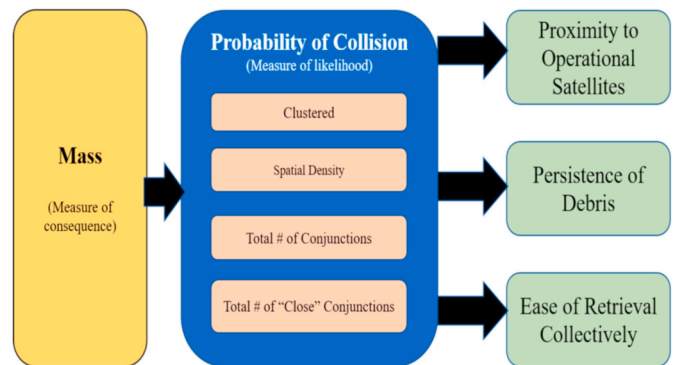 Mass
(Measure of
consequence)
Probability of Collision
(Measure of likelihood)
Clustered
Spatial Density
Total # of Conjunctions
Total # of “Close” Conjunctions
Proximity to
Operational
Satellites
Persistence of
Debris
Ease of Retrieval
Collectively